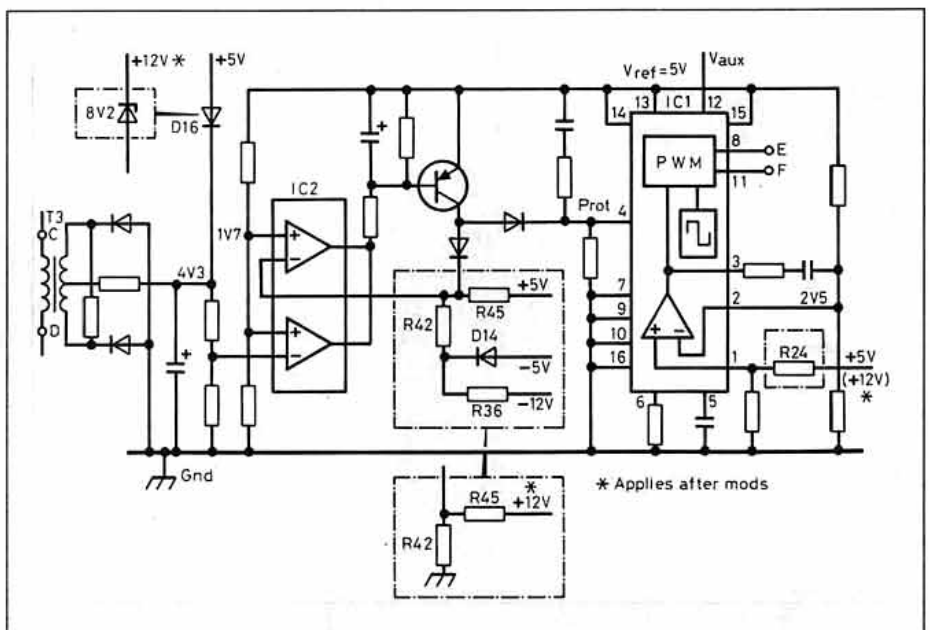 +12V *
+5V
Vaux
Vref=5V
13
IC1
12
14
15
8V2
D16
8
E
PWM
11
F
IC2
Prot
T3
C
1V7
4
4V3
3
+5V
7
2
2V5
R45
R42
D14
9
10
-5V
16
1
R24
+5V
(+12V)
*
D
-12V
R36
6
5
Gnd
* Applies after mods
*
R45
+12V
R42